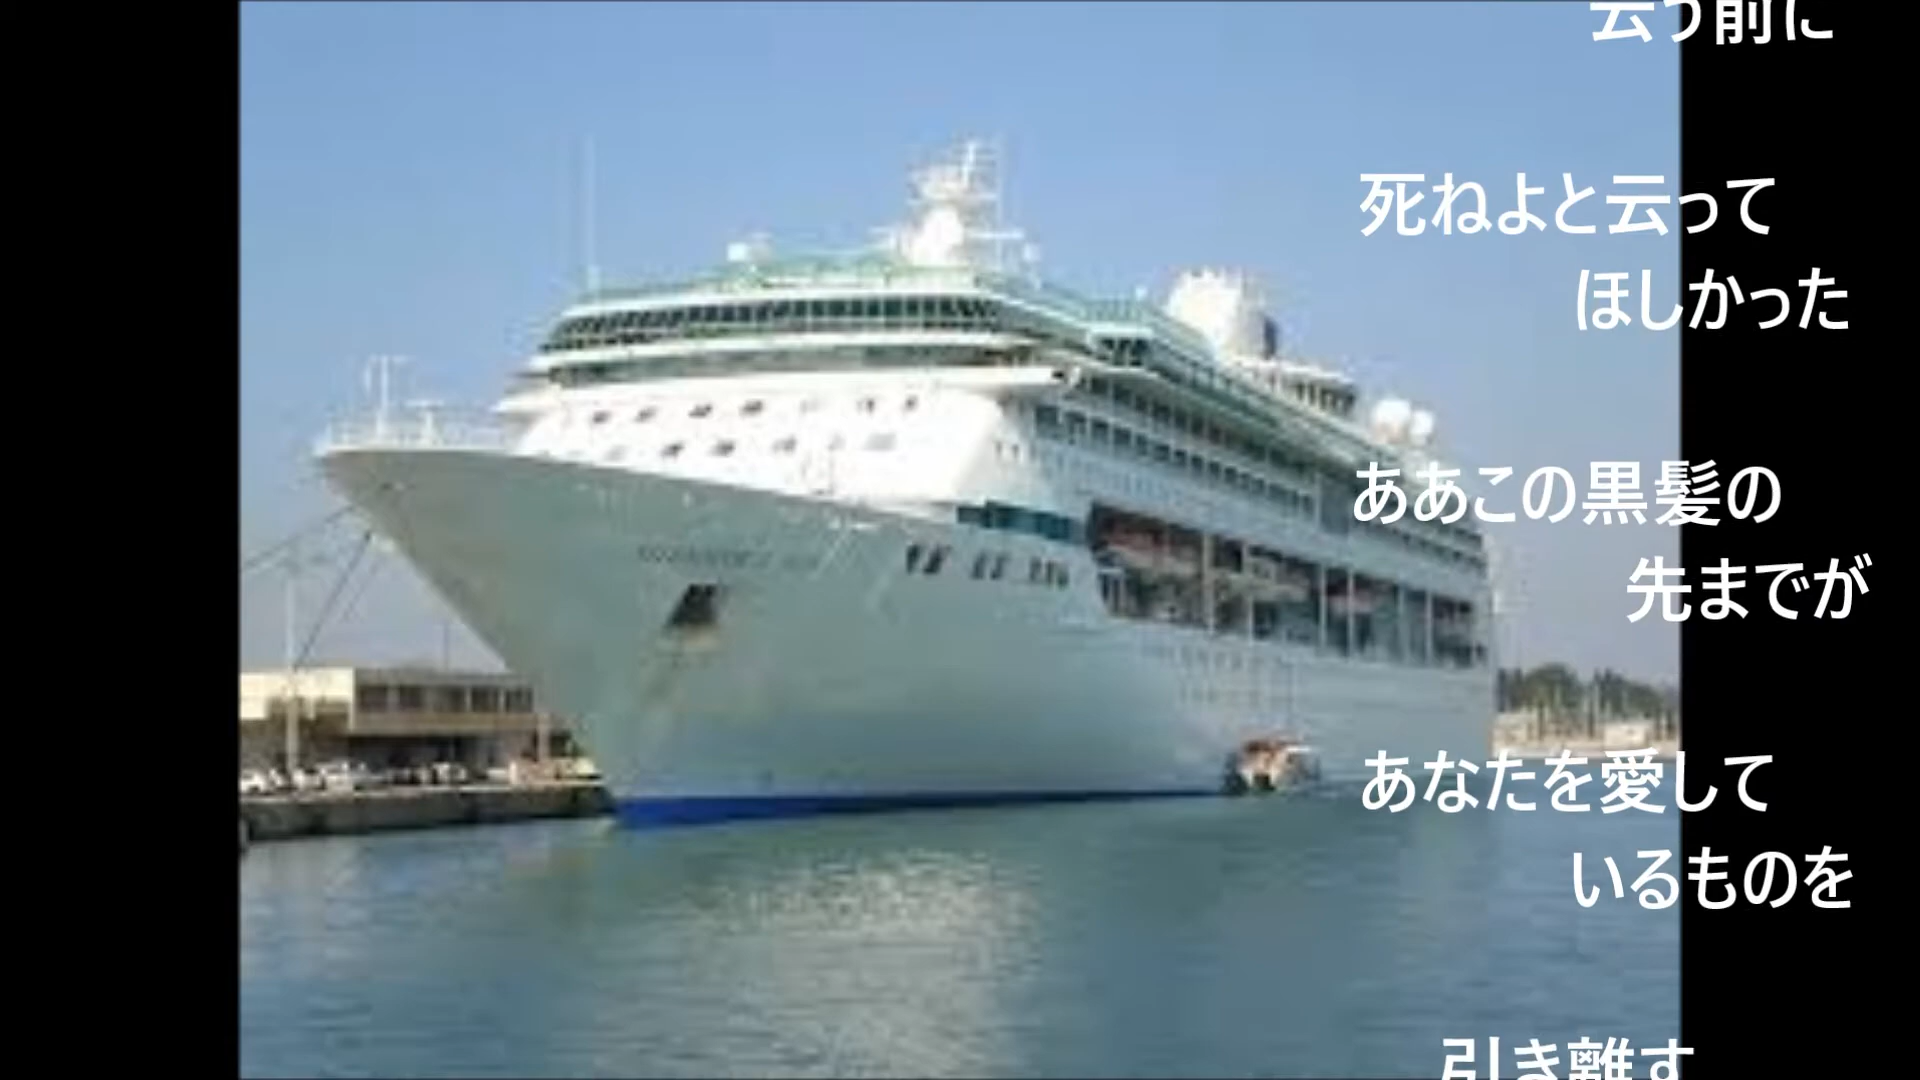 云う前に
死ねよと云って
ほしかった
ああこの黒髪の
先までが
あなたを愛して
いるものを
引き離す